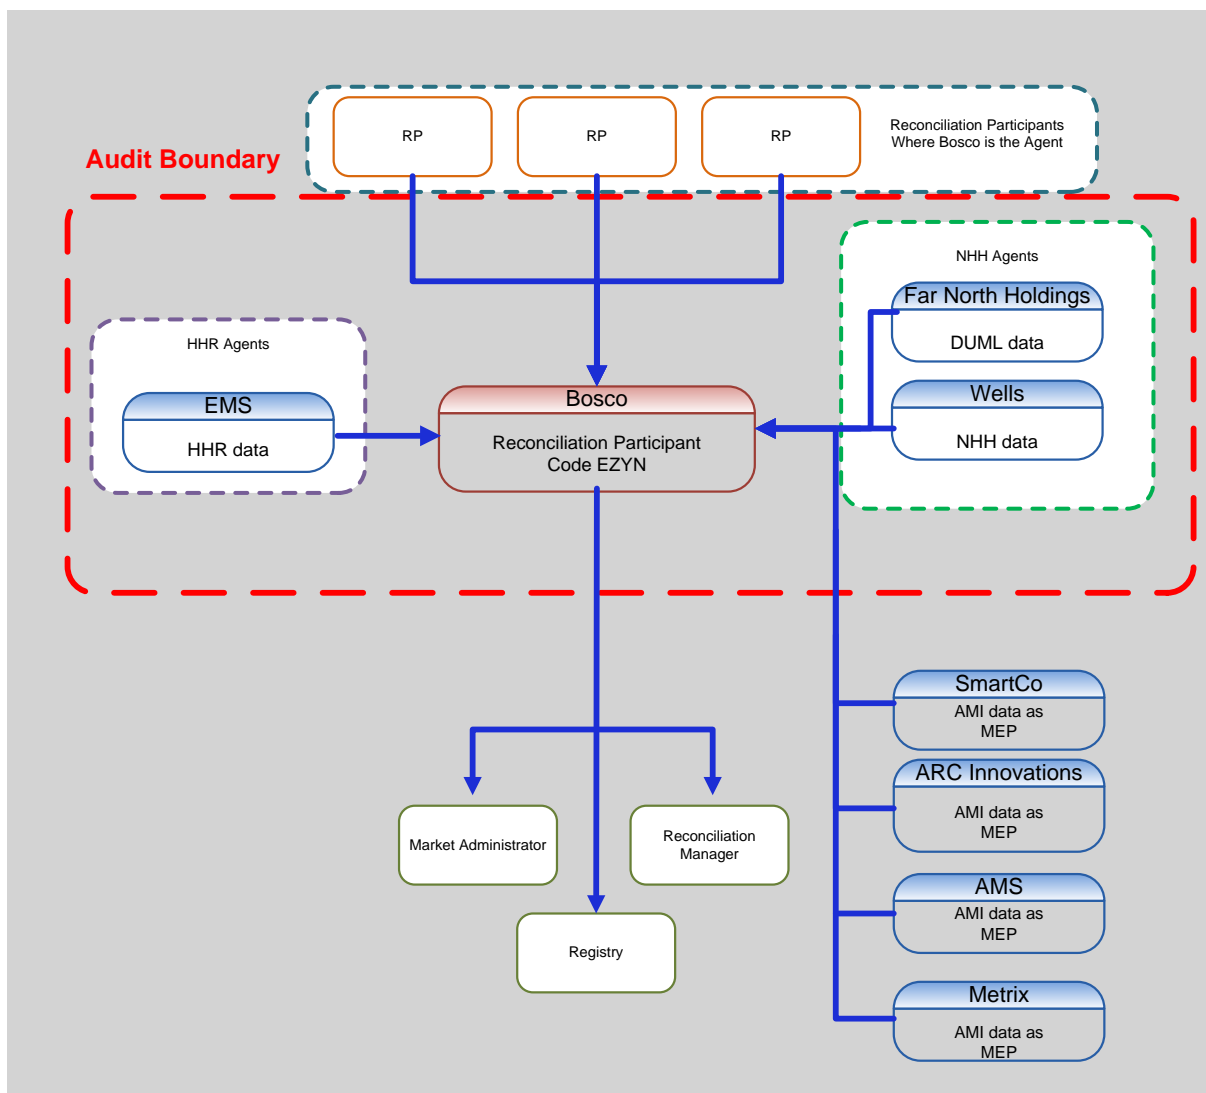 RP
RP
RP
Reconciliation Participants
Where Bosco is the Agent
Audit Boundary
NHH Agents
Far North Holdings
DUML data
Wells
NHH data
HHR Agents
EMS
HHR data
Bosco
Reconciliation Participant
Code EZYN
SmartCo
AMI data as
MEP
ARC Innovations
AMI data as
MEP
AMS
AMI data as
MEP
Metrix
AMI data as
MEP
Market Administrator
Reconciliation
Manager
Registry